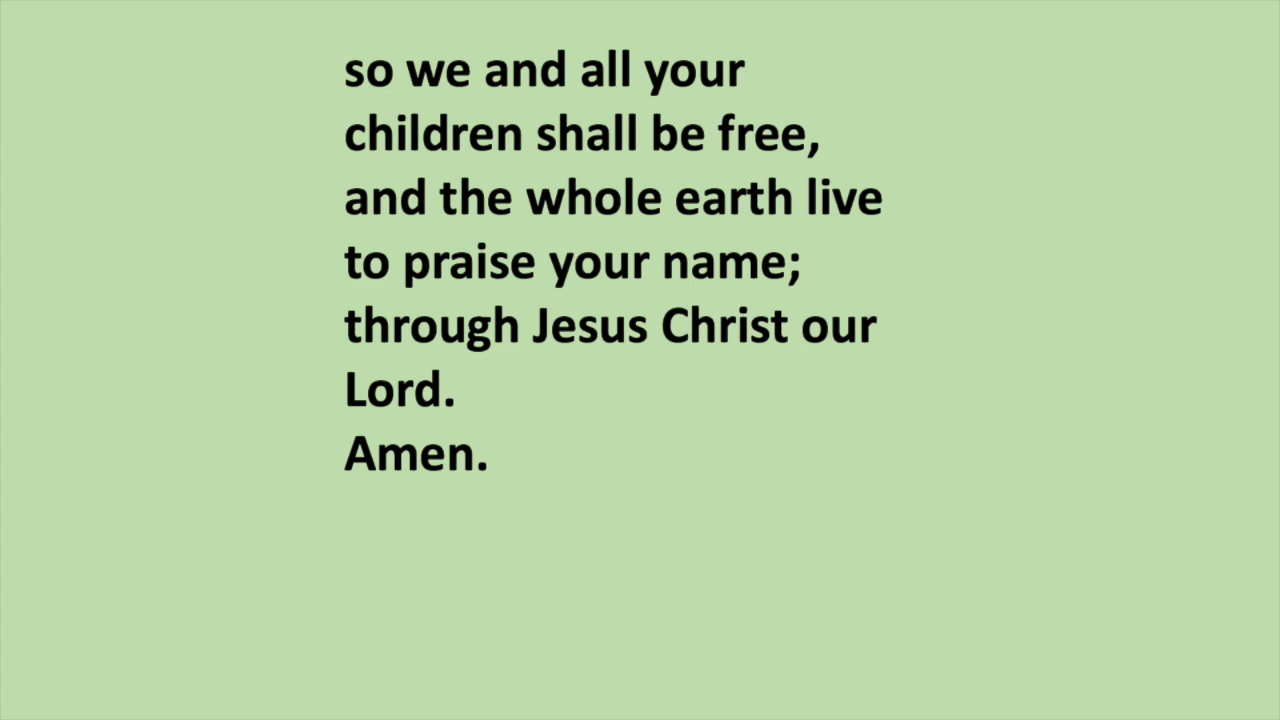 so we and all your
children shall be free,
and the whole earth live
to praise your name;
through Jesus Christ our
Lord.
Amen.